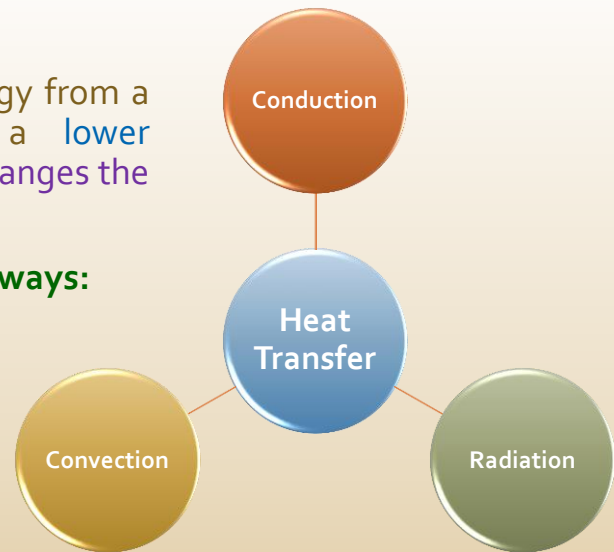 gy from a
a lower
anges the
ways:
Conduction
Heat
Transfer
Convection
Radiation